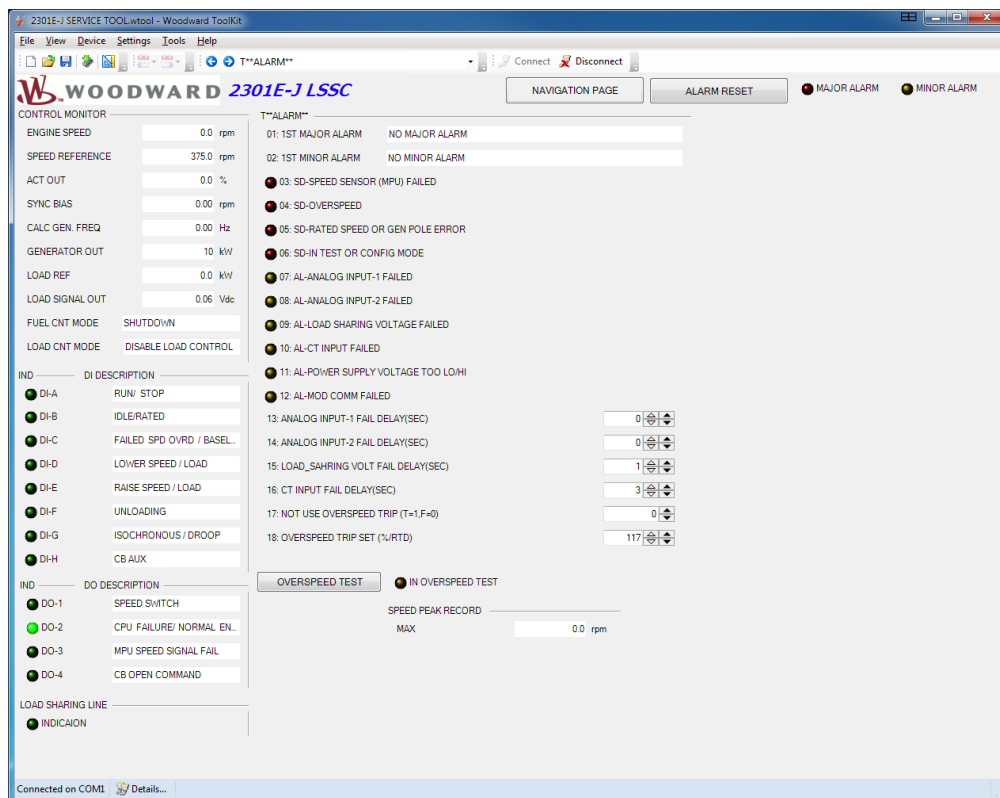 2301E-J SERVICE TOOL.wtool - Woodward ToolKit
File View Device Settings Tools Help
T**ALARM** Connect Disconnect
WOODWARD 2301E-J LSSC
NAVIGATION PAGE ALARM RESET MAJOR ALARM MINOR ALARM
CONTROL MONITOR
ENGINE SPEED 0.0 rpm
SPEED REFERENCE 375.0 rpm
ACT OUT 0.0 %
SYNC BIAS 0.00 rpm
CALC GEN. FREQ 0.00 Hz
GENERATOR OUT 10 kW
LOAD REF 0.0 kW
LOAD SIGNAL OUT 0.06 Vdc
FUEL CNT MODE SHUTDOWN
LOAD CNT MODE DISABLE LOAD CONTROL
IND DI DESCRIPTION
DI-A RUN/ STOP
DI-B IDLE/RATED
DI-C FAILED SPD OVRD / BASEL..
DI-D LOWER SPEED / LOAD
DI-E RAISE SPEED / LOAD
DI-F UNLOADING
DI-G ISOCHRONOUS / DROOP
DI-H CB AUX
IND DO DESCRIPTION
DO-1 SPEED SWITCH
DO-2 CPU FAILURE/ NORMAL EN..
DO-3 MPU SPEED SIGNAL FAIL
DO-4 CB OPEN COMMAND
LOAD SHARING LINE
INDICAION
T**ALARM**
01: 1ST MAJOR ALARM NO MAJOR ALARM
02: 1ST MINOR ALARM NO MINOR ALARM
03: SD-SPEED SENSOR (MPU) FAILED
04: SD-OVERSPEED
05: SD-RATED SPEED OR GEN POLE ERROR
06: SD-IN TEST OR CONFIG MODE
07: AL-ANALOG INPUT-1 FAILED
08: AL-ANALOG INPUT-2 FAILED
09: AL-LOAD SHARING VOLTAGE FAILED
10: AL-CT INPUT FAILED
11: AL-POWER SUPPLY VOLTAGE TOO LO/HI
12: AL-MOD COMM FAILED
13: ANALOG INPUT-1 FAIL DELAY(SEC) 0
14: ANALOG INPUT-2 FAIL DELAY(SEC) 0
15: LOAD_SAHRING VOLT FAIL DELAY(SEC) 1
16: CT INPUT FAIL DELAY(SEC) 3
17: NOT USE OVERSPEED TRIP (T=1,F=0) 0
18: OVERSPEED TRIP SET (%/RTD) 117
OVERSPEED TEST IN OVERSPEED TEST
SPEED PEAK RECORD
MAX 0.0 rpm
Connected on COM1 Details...